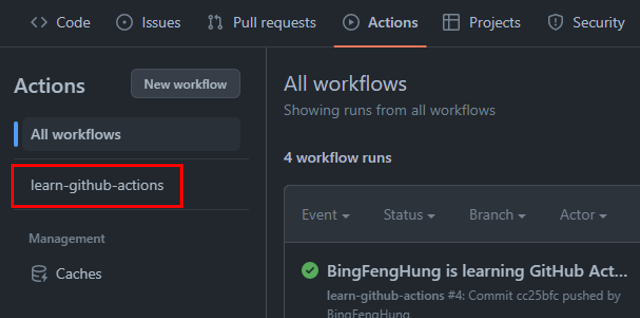 Code Issues Pull requests Actions Projects Security
Actions New workflow
All workflows
learn-github-actions
Management
Caches
All workflows
Showing runs from all workflows
4 workflow runs
Event Status Branch Actor
BingFengHung is learning GitHub Act...
learn-github-actions #4: Commit cc25bfc pushed by
BingFengHung